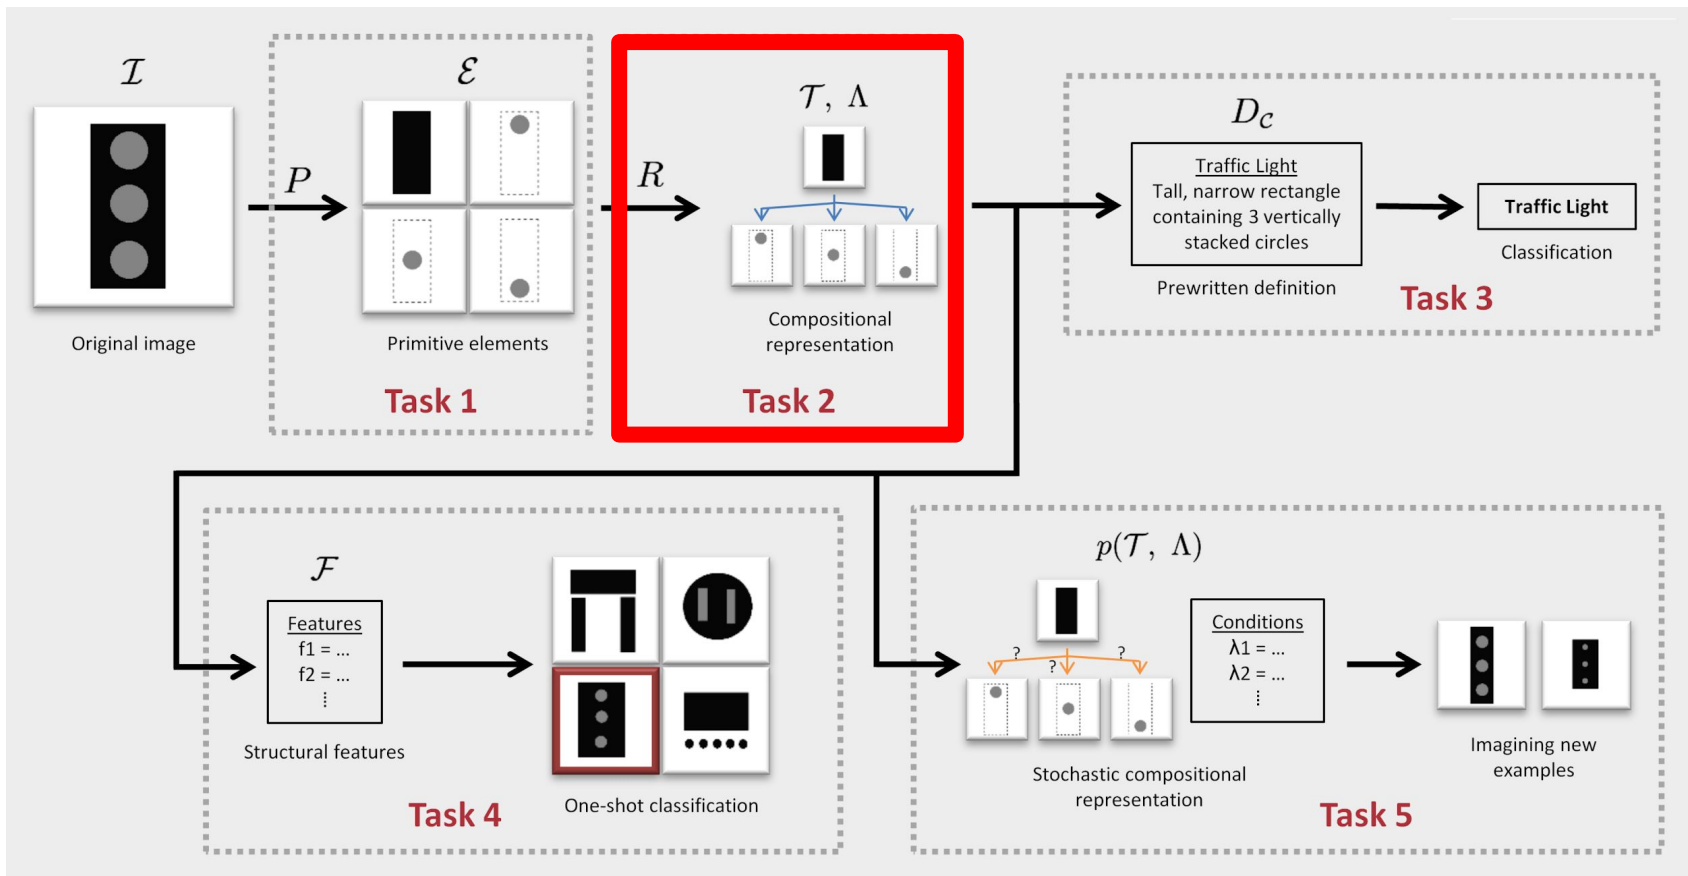 ℐ
Original image
P
ℰ
Primitive elements
Task 1
R
𝒯, Λ
Compositional
representation
Task 2
D𝒞
Traffic Light
Tall, narrow rectangle
containing 3 vertically
stacked circles
Prewritten definition
Traffic Light
Classification
Task 3
ℱ
Features
f1 = ...
f2 = ...
⋮
Structural features
One-shot classification
Task 4
p(𝒯, Λ)
? ? ?
Stochastic compositional
representation
Conditions
λ1 = ...
λ2 = ...
⋮
Imagining new
examples
Task 5